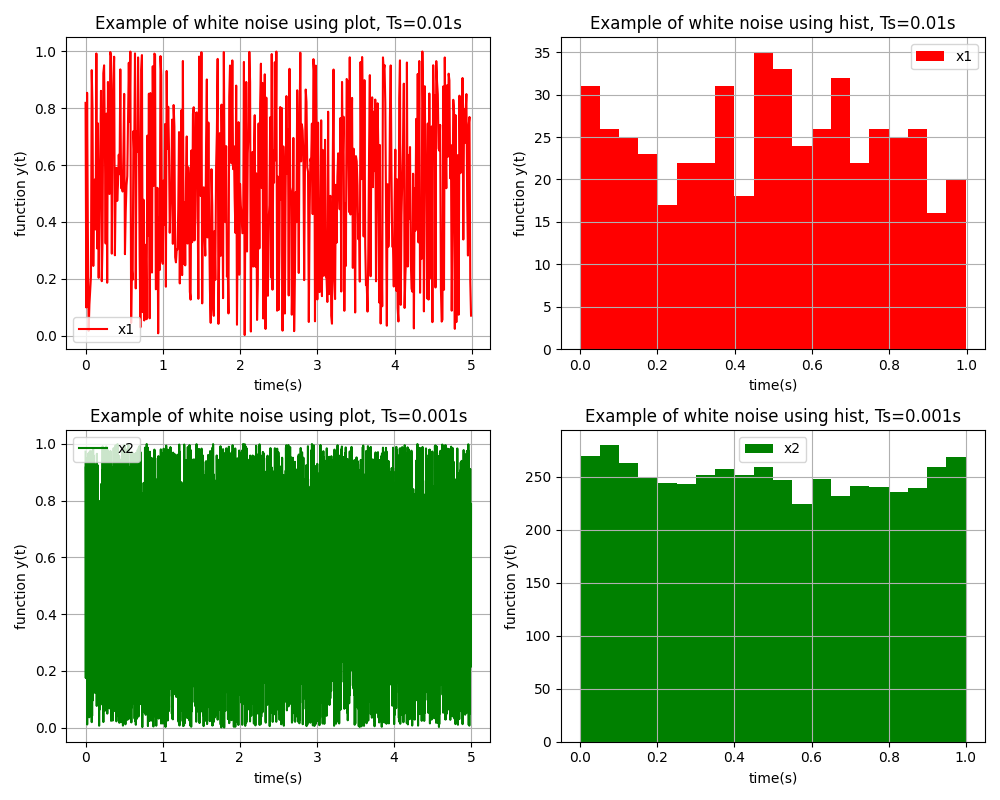 Example of white noise using plot, Ts=0.01s
function y(t)
1.0
0.8
0.6
0.4
0.2
0.0
x1
0 1 2 3 4 5
time(s)
Example of white noise using hist, Ts=0.01s
function y(t)
35
30
25
20
15
10
5
0
x1
0.0 0.2 0.4 0.6 0.8 1.0
time(s)
Example of white noise using plot, Ts=0.001s
function y(t)
1.0
0.8
0.6
0.4
0.2
0.0
x2
0 1 2 3 4 5
time(s)
Example of white noise using hist, Ts=0.001s
function y(t)
250
200
150
100
50
0
x2
0.0 0.2 0.4 0.6 0.8 1.0
time(s)